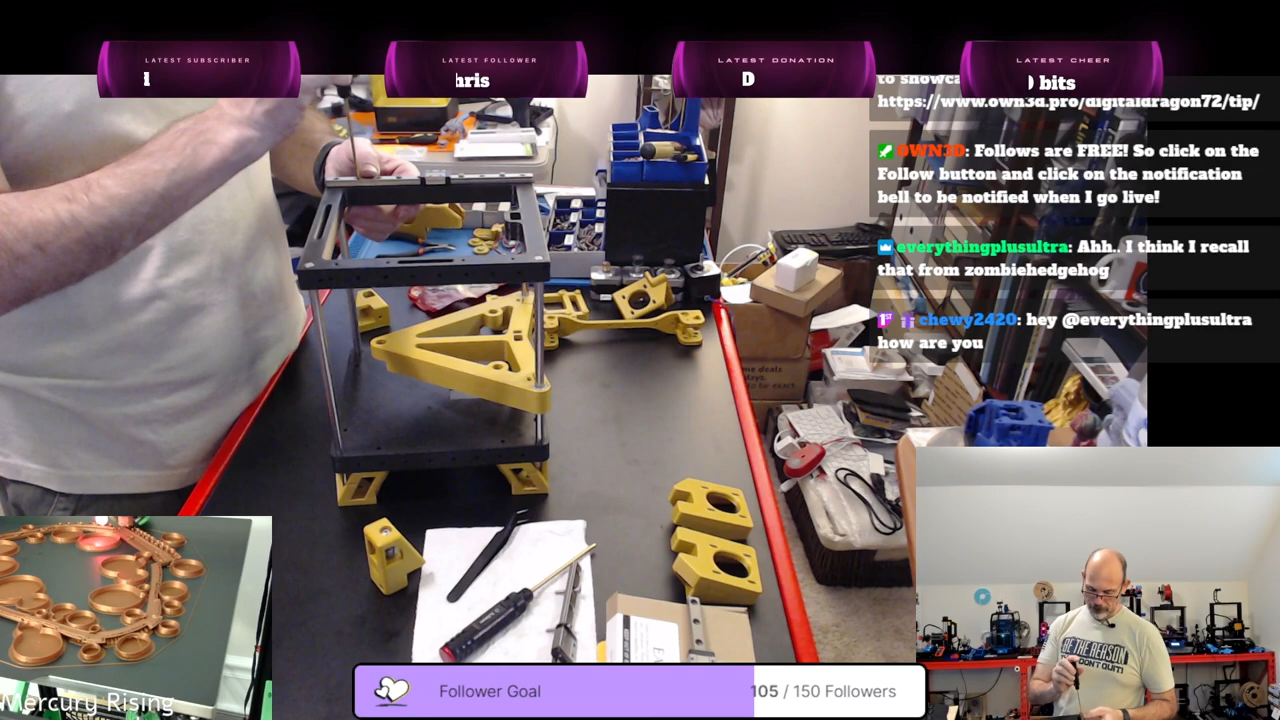 LATEST SUBSCRIBER
LATEST FOLLOWER
hris
LATEST DONATION
D
LATEST CHEER
bits
to showca
https://www.own3d.pro/digitaldragon72/tip/
OWN3D: Follows are FREE! So click on the
Follow button and click on the notification
bell to be notified when I go live!
everythingplusultra: Ahh.. I think I recall
that from zombiehedgehog
1ST chewy2420: hey @everythingplusultra
how are you
BE THE REASON
DON'T QUIT!
Mercury Rising
Follower Goal
105 / 150 Followers